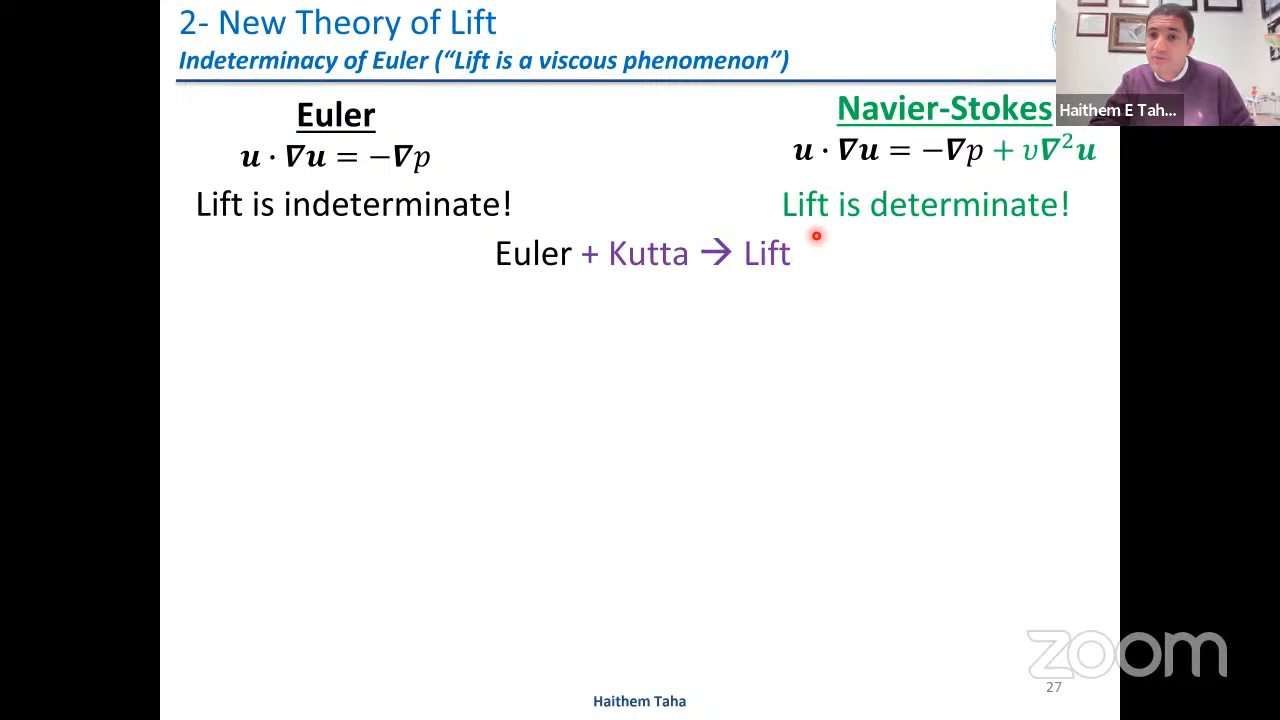 2- New Theory of Lift
Indeterminacy of Euler ("Lift is a viscous phenomenon")
Haithem E Tah...
Euler
Navier-Stokes
𝒖 · 𝜵𝒖 = −𝜵𝑝
𝒖 · 𝜵𝒖 = −𝜵𝑝 + 𝜐𝜵²𝒖
Lift is indeterminate!
Lift is determinate!
Euler + Kutta → Lift
zoom
27
Haithem Taha